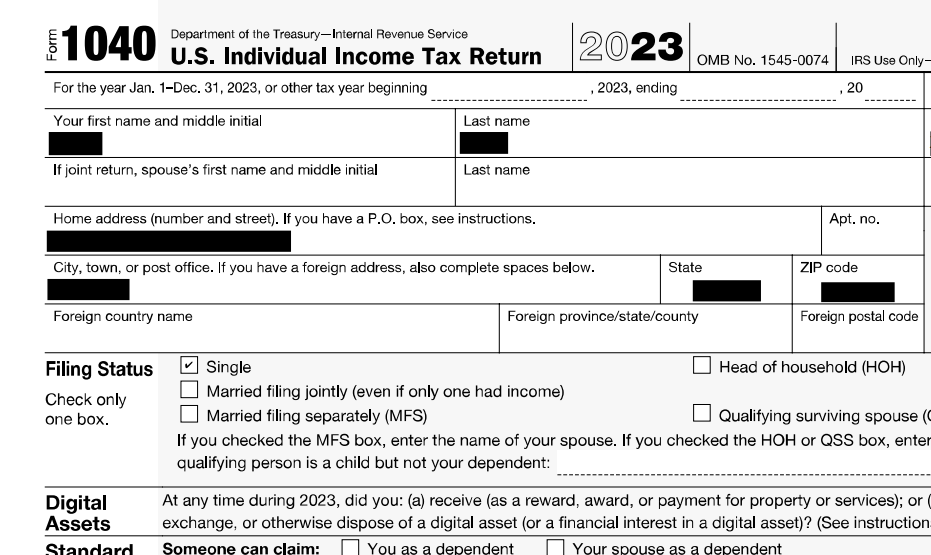 Form 1040 Department of the Treasury—Internal Revenue Service
U.S. Individual Income Tax Return 2023 OMB No. 1545-0074 IRS Use Only—
For the year Jan. 1–Dec. 31, 2023, or other tax year beginning , 2023, ending , 20
Your first name and middle initial Last name
If joint return, spouse's first name and middle initial Last name
Home address (number and street). If you have a P.O. box, see instructions. Apt. no.
City, town, or post office. If you have a foreign address, also complete spaces below. State ZIP code
Foreign country name Foreign province/state/county Foreign postal code
Filing Status Single Head of household (HOH)
Check only Married filing jointly (even if only one had income)
one box. Married filing separately (MFS) Qualifying surviving spouse (
If you checked the MFS box, enter the name of your spouse. If you checked the HOH or QSS box, enter
qualifying person is a child but not your dependent:
Digital At any time during 2023, did you: (a) receive (as a reward, award, or payment for property or services); or (
Assets exchange, or otherwise dispose of a digital asset (or a financial interest in a digital asset)? (See instruction
Standard Someone can claim: You as a dependent Your spouse as a dependent